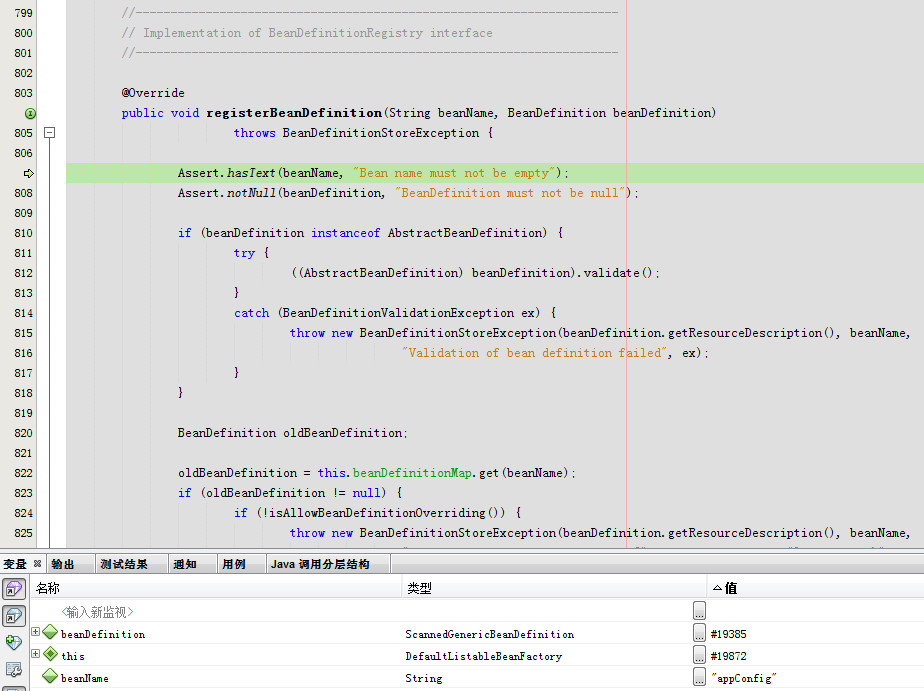 799 //--------------------------------------------------------------------
800 // Implementation of BeanDefinitionRegistry interface
801 //--------------------------------------------------------------------
802
803 @Override
public void registerBeanDefinition(String beanName, BeanDefinition beanDefinition)
805 throws BeanDefinitionStoreException {
806
Assert.hasText(beanName, "Bean name must not be empty");
808 Assert.notNull(beanDefinition, "BeanDefinition must not be null");
809
810 if (beanDefinition instanceof AbstractBeanDefinition) {
811 try {
812 ((AbstractBeanDefinition) beanDefinition).validate();
813 }
814 catch (BeanDefinitionValidationException ex) {
815 throw new BeanDefinitionStoreException(beanDefinition.getResourceDescription(), beanName,
816 "Validation of bean definition failed", ex);
817 }
818 }
819
820 BeanDefinition oldBeanDefinition;
821
822 oldBeanDefinition = this.beanDefinitionMap.get(beanName);
823 if (oldBeanDefinition != null) {
824 if (!isAllowBeanDefinitionOverriding()) {
825 throw new BeanDefinitionStoreException(beanDefinition.getResourceDescription(), beanName,
变量 输出 测试结果 通知 用例 Java 调用分层结构
名称 类型 值
<输入新监视> ...
beanDefinition ScannedGenericBeanDefinition ... #19385
this DefaultListableBeanFactory ... #19872
beanName String ... "appConfig"